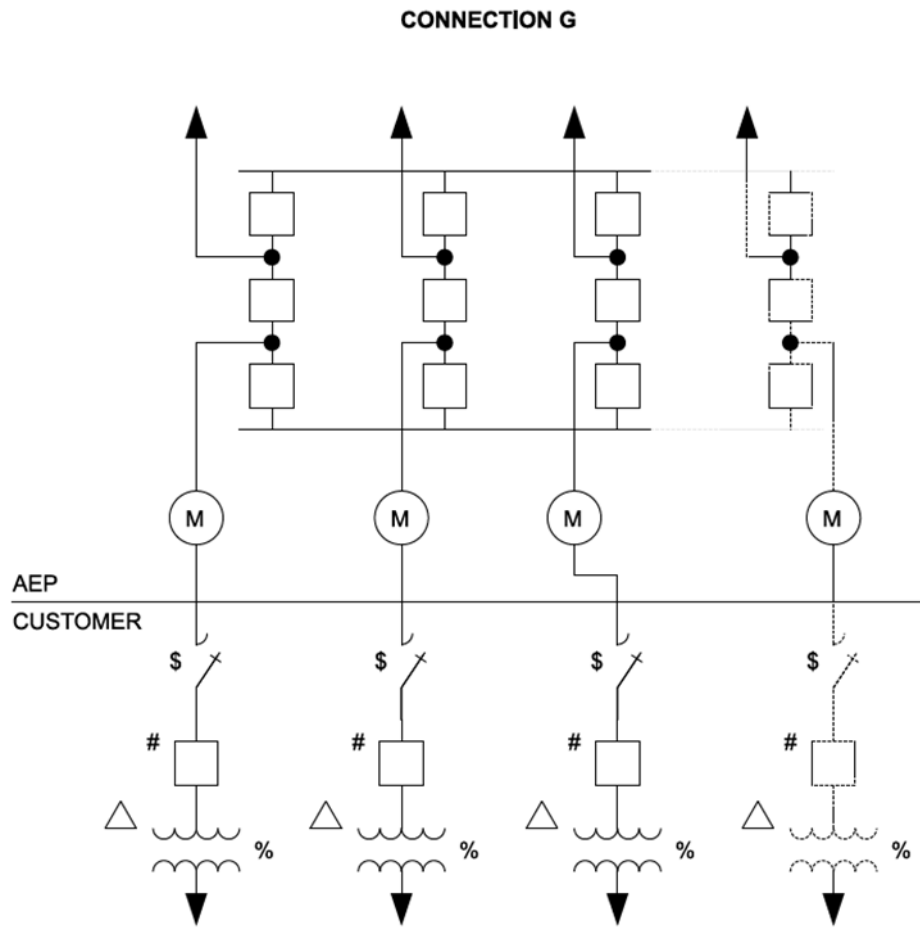 CONNECTION G
M M M M
AEP
CUSTOMER
$ $ $ $
# # # #
% % % %